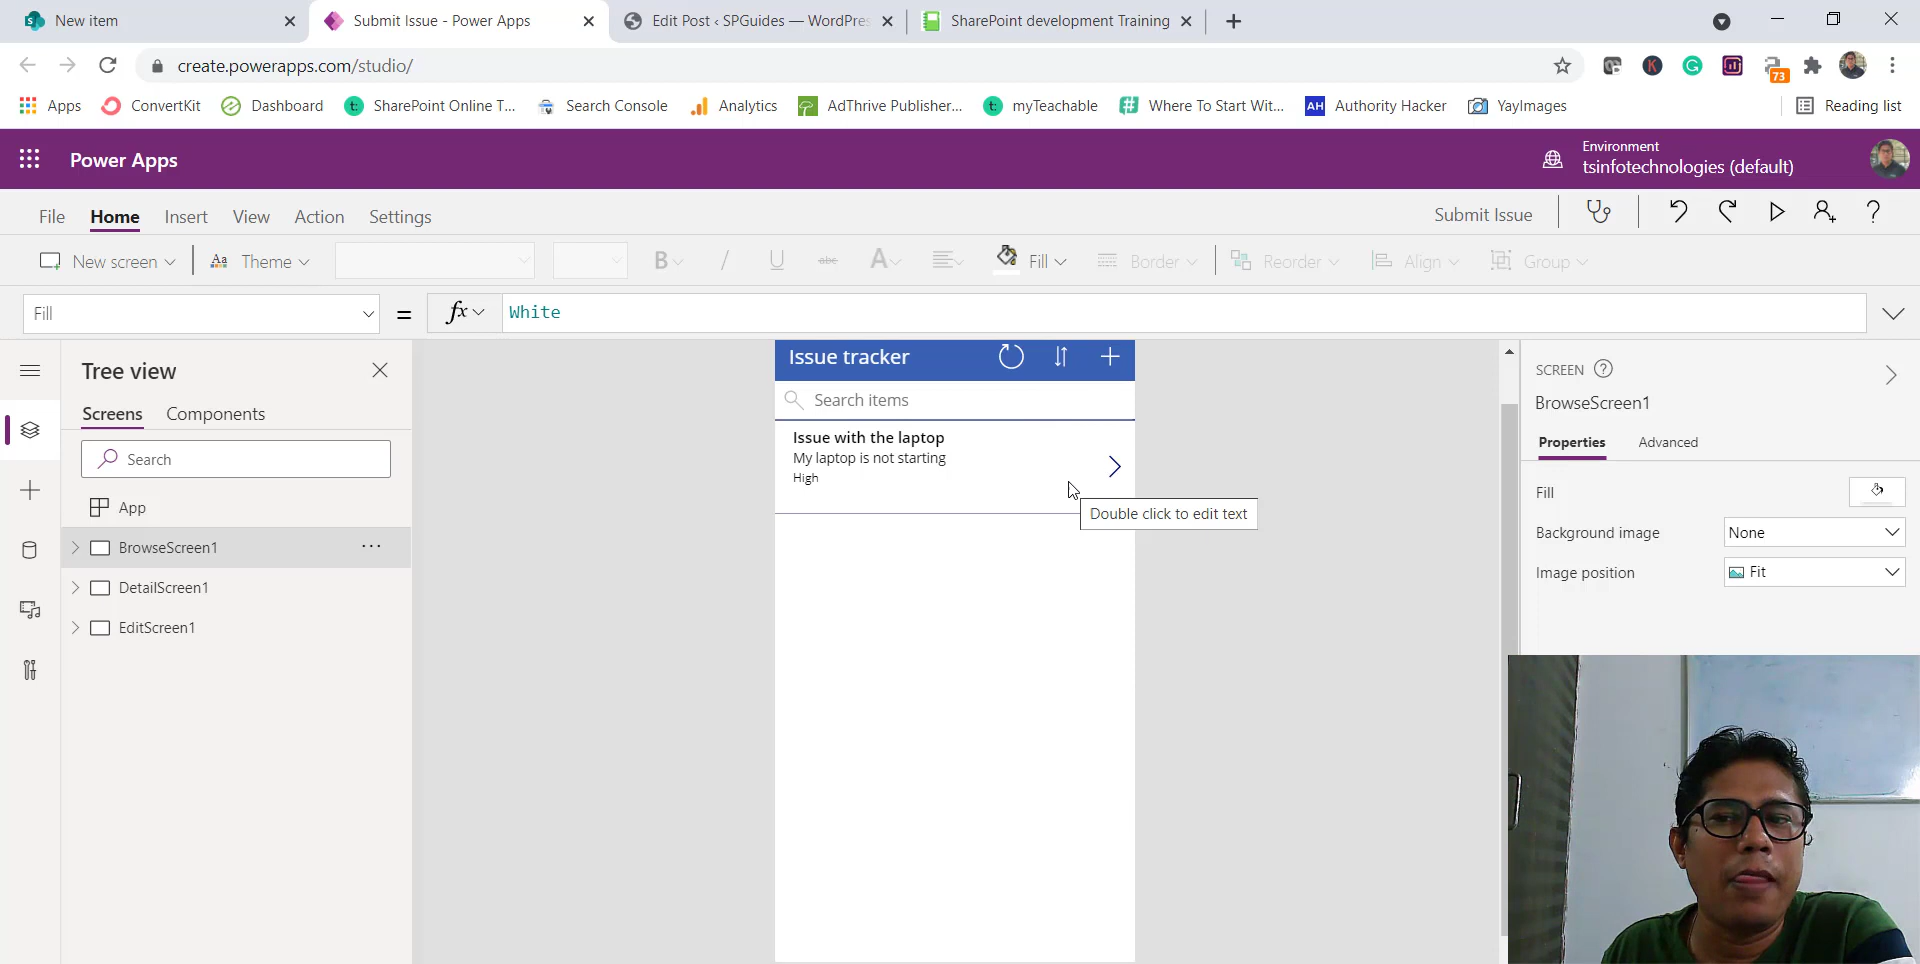 New item
Submit Issue - Power Apps
Edit Post ‹ SPGuides — WordPres
SharePoint development Training
create.powerapps.com/studio/
73
Apps
ConvertKit
Dashboard
SharePoint Online T...
Search Console
Analytics
AdThrive Publisher...
myTeachable
Where To Start Wit...
AH Authority Hacker
YayImages
Reading list
Power Apps
Environment
tsinfotechnologies (default)
File
Home
Insert
View
Action
Settings
Submit Issue
New screen
Theme
B
/
U
abc
A
Fill
Border
Reorder
Align
Group
Fill
=
fx
White
Tree view
Screens
Components
Search
App
BrowseScreen1
DetailScreen1
EditScreen1
Issue tracker
Search items
Issue with the laptop
My laptop is not starting
High
Double click to edit text
SCREEN
BrowseScreen1
Properties
Advanced
Fill
Background image
None
Image position
Fit